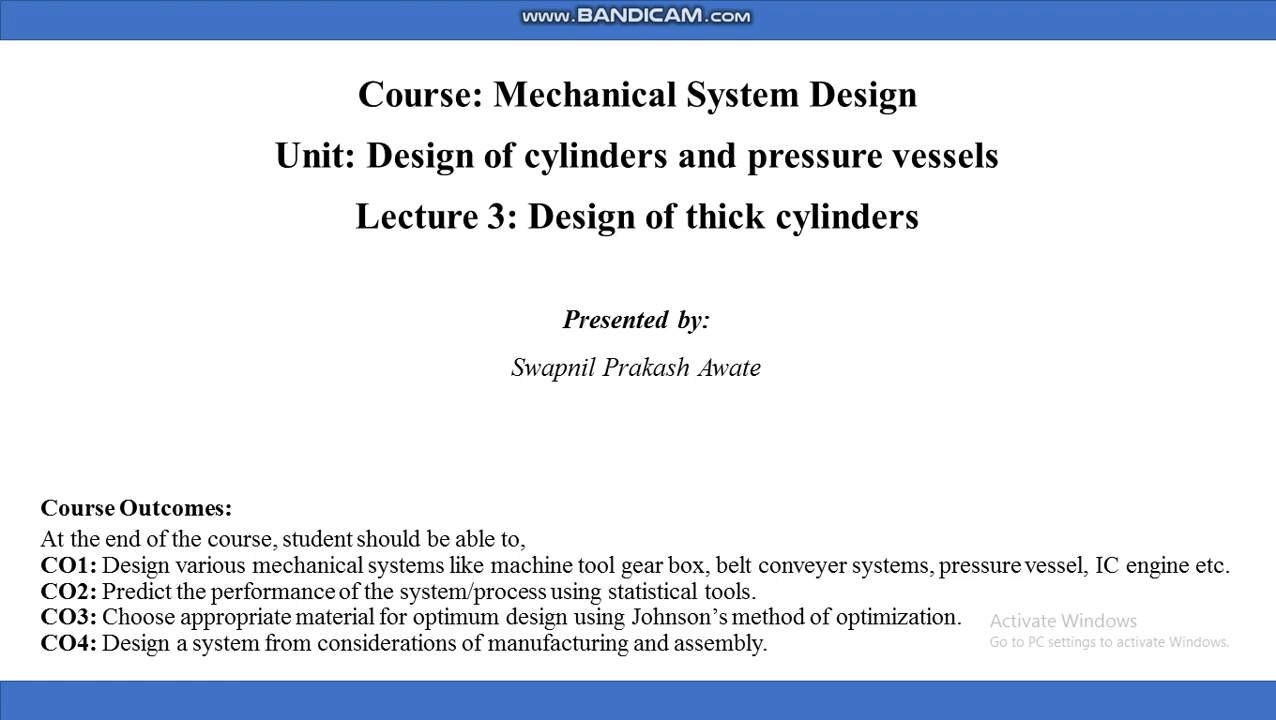 www.BANDICAM.com
Course: Mechanical System Design
Unit: Design of cylinders and pressure vessels
Lecture 3: Design of thick cylinders
Presented by:
Swapnil Prakash Awate
Course Outcomes:
At the end of the course, student should be able to,
CO1: Design various mechanical systems like machine tool gear box, belt conveyer systems, pressure vessel, IC engine etc.
CO2: Predict the performance of the system/process using statistical tools.
CO3: Choose appropriate material for optimum design using Johnson’s method of optimization.
CO4: Design a system from considerations of manufacturing and assembly.
Activate Windows
Go to PC settings to activate Windows.